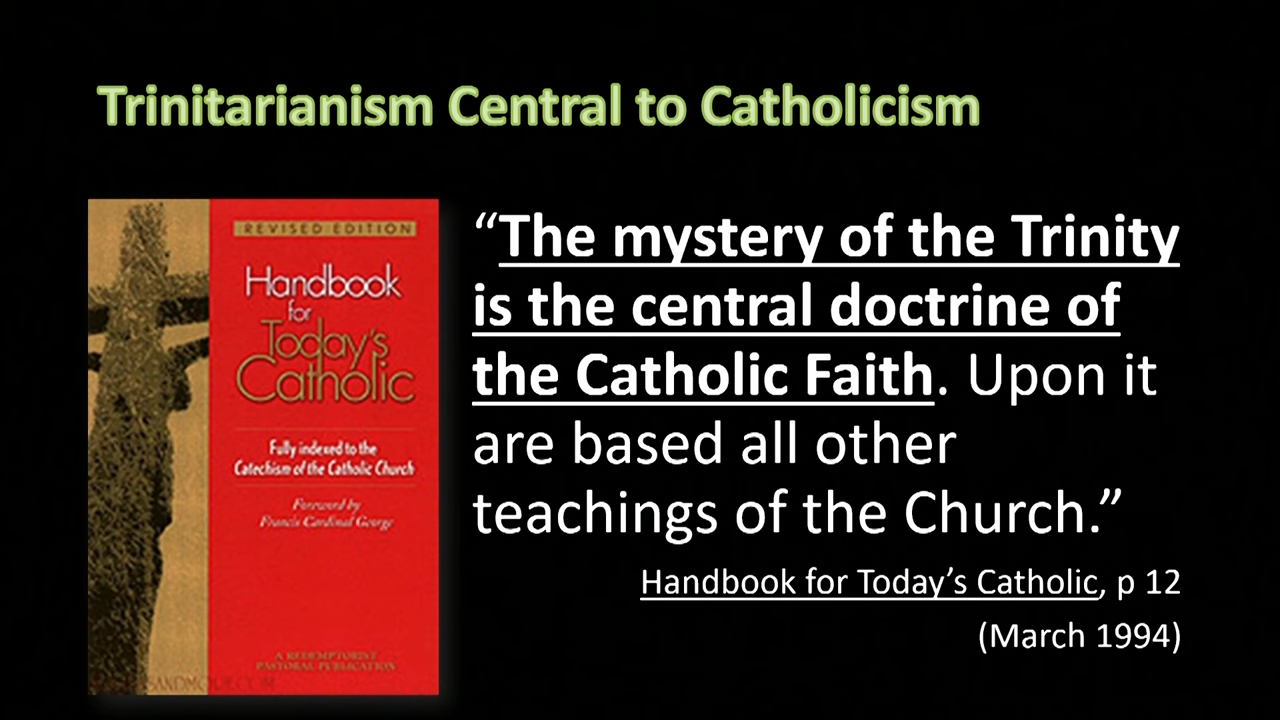 Trinitarianism Central to Catholicism
REVISED EDITION
Handbook
for
Today's
Catholic
Fully indexed to the
Catechism of the Catholic Church
Foreword by
Francis Cardinal George
A REDEMPTORIST
PASTORAL PUBLICATION
“The mystery of the Trinity
is the central doctrine of
the Catholic Faith. Upon it
are based all other
teachings of the Church.”
Handbook for Today’s Catholic, p 12
(March 1994)